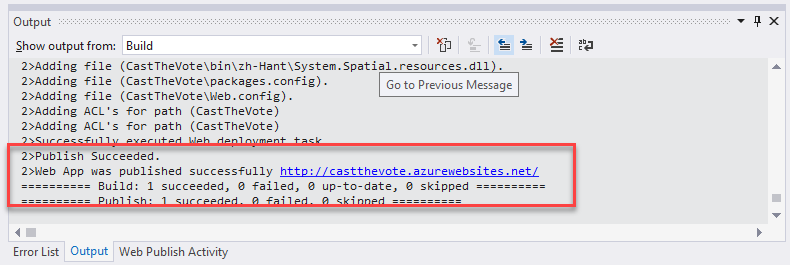 Output
Show output from: Build
2>Adding file (CastTheVote\bin\zh-Hant\System.Spatial.resources.dll).
2>Adding file (CastTheVote\packages.config).
2>Adding file (CastTheVote\Web.config).
Go to Previous Message
2>Adding ACL's for path (CastTheVote)
2>Adding ACL's for path (CastTheVote)
2>Successfully executed Web deployment task.
2>Publish Succeeded.
2>Web App was published successfully http://castthevote.azurewebsites.net/
========== Build: 1 succeeded, 0 failed, 0 up-to-date, 0 skipped ==========
========== Publish: 1 succeeded, 0 failed, 0 skipped ==========
Error List Output Web Publish Activity